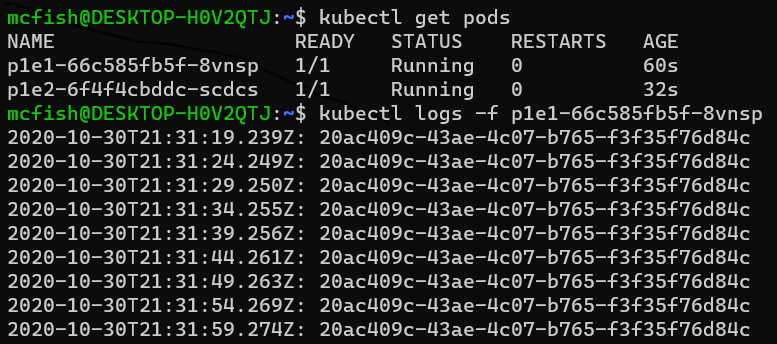 mcfish@DESKTOP-H0V2QTJ:~$ kubectl get pods
NAME                    READY   STATUS    RESTARTS   AGE
p1e1-66c585fb5f-8vnsp   1/1     Running   0          60s
p1e2-6f4f4cbddc-scdcs   1/1     Running   0          32s
mcfish@DESKTOP-H0V2QTJ:~$ kubectl logs -f p1e1-66c585fb5f-8vnsp
2020-10-30T21:31:19.239Z: 20ac409c-43ae-4c07-b765-f3f35f76d84c
2020-10-30T21:31:24.249Z: 20ac409c-43ae-4c07-b765-f3f35f76d84c
2020-10-30T21:31:29.250Z: 20ac409c-43ae-4c07-b765-f3f35f76d84c
2020-10-30T21:31:34.255Z: 20ac409c-43ae-4c07-b765-f3f35f76d84c
2020-10-30T21:31:39.256Z: 20ac409c-43ae-4c07-b765-f3f35f76d84c
2020-10-30T21:31:44.261Z: 20ac409c-43ae-4c07-b765-f3f35f76d84c
2020-10-30T21:31:49.263Z: 20ac409c-43ae-4c07-b765-f3f35f76d84c
2020-10-30T21:31:54.269Z: 20ac409c-43ae-4c07-b765-f3f35f76d84c
2020-10-30T21:31:59.274Z: 20ac409c-43ae-4c07-b765-f3f35f76d84c